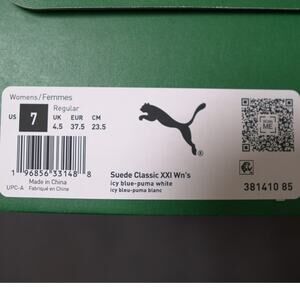 Womens/Femmes
Regular
US 7 UK 4.5 EUR 37.5 CM 23.5
1 96856 33148 8
UPC-A
Made in China
Fabriqué en China
Suede Classic XXI Wn's
icy blue-puma white
icy bleu-puma blanc
®
ME
381410 85